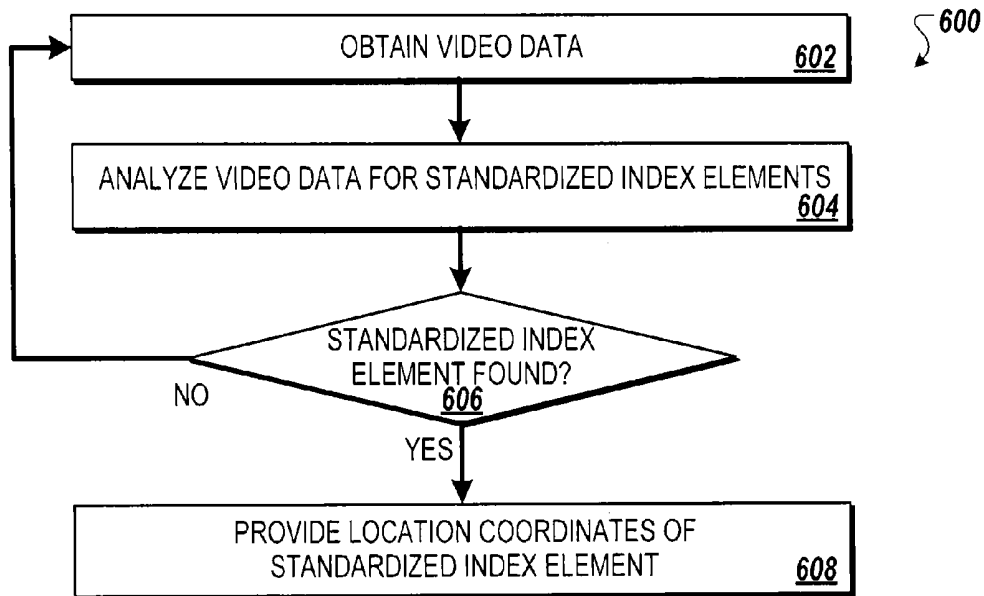 600
OBTAIN VIDEO DATA
602
ANALYZE VIDEO DATA FOR STANDARDIZED INDEX ELEMENTS
604
STANDARDIZED INDEX
ELEMENT FOUND?
606
NO
YES
PROVIDE LOCATION COORDINATES OF
STANDARDIZED INDEX ELEMENT
608